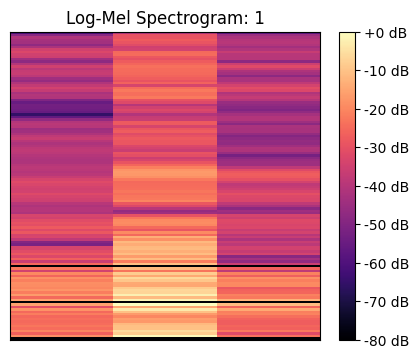 Log-Mel Spectrogram: 1
+0 dB
-10 dB
-20 dB
-30 dB
-40 dB
-50 dB
-60 dB
-70 dB
-80 dB